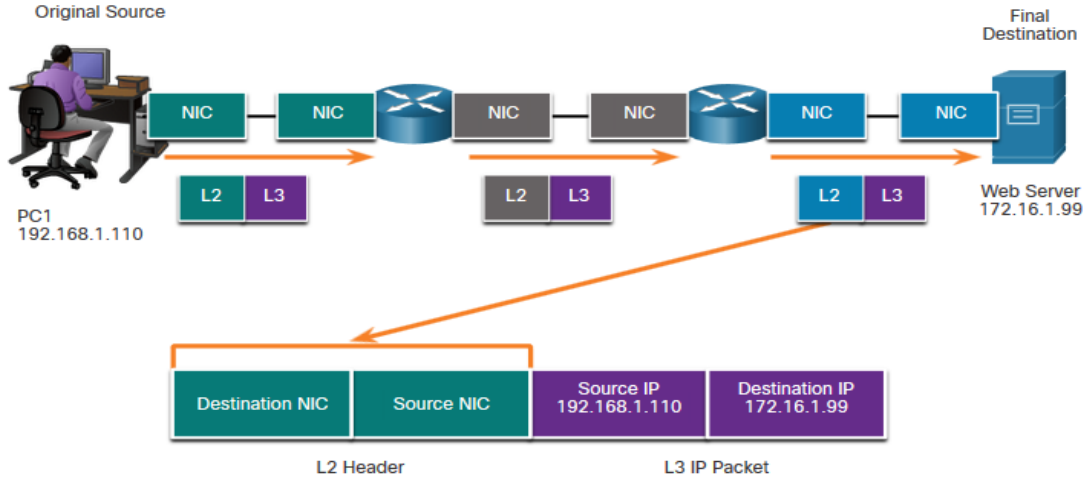 Original Source
Final
Destination
NIC
NIC
NIC
NIC
NIC
NIC
L2
L3
L2
L3
L2
L3
PC1
192.168.1.110
Web Server
172.16.1.99
Destination NIC
Source NIC
Source IP
192.168.1.110
Destination IP
172.16.1.99
L2 Header
L3 IP Packet